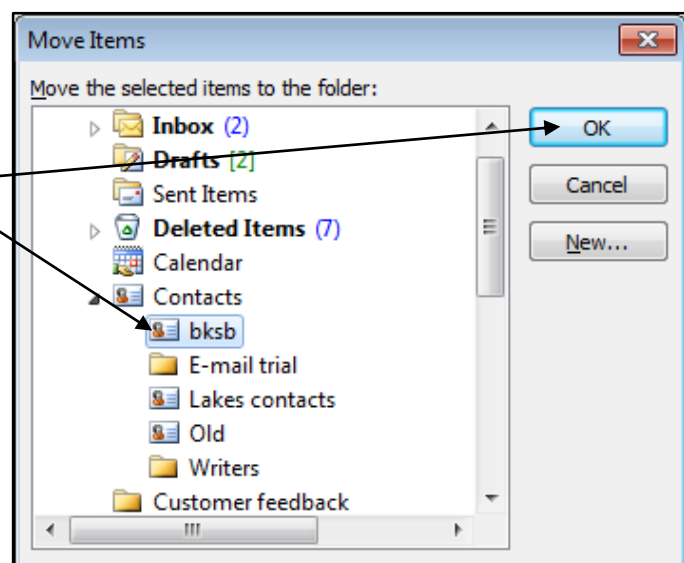 Move Items
Move the selected items to the folder:
Inbox (2)
Drafts [2]
Sent Items
Deleted Items (7)
Calendar
Contacts
bksb
E-mail trial
Lakes contacts
Old
Writers
Customer feedback
OK
Cancel
New...